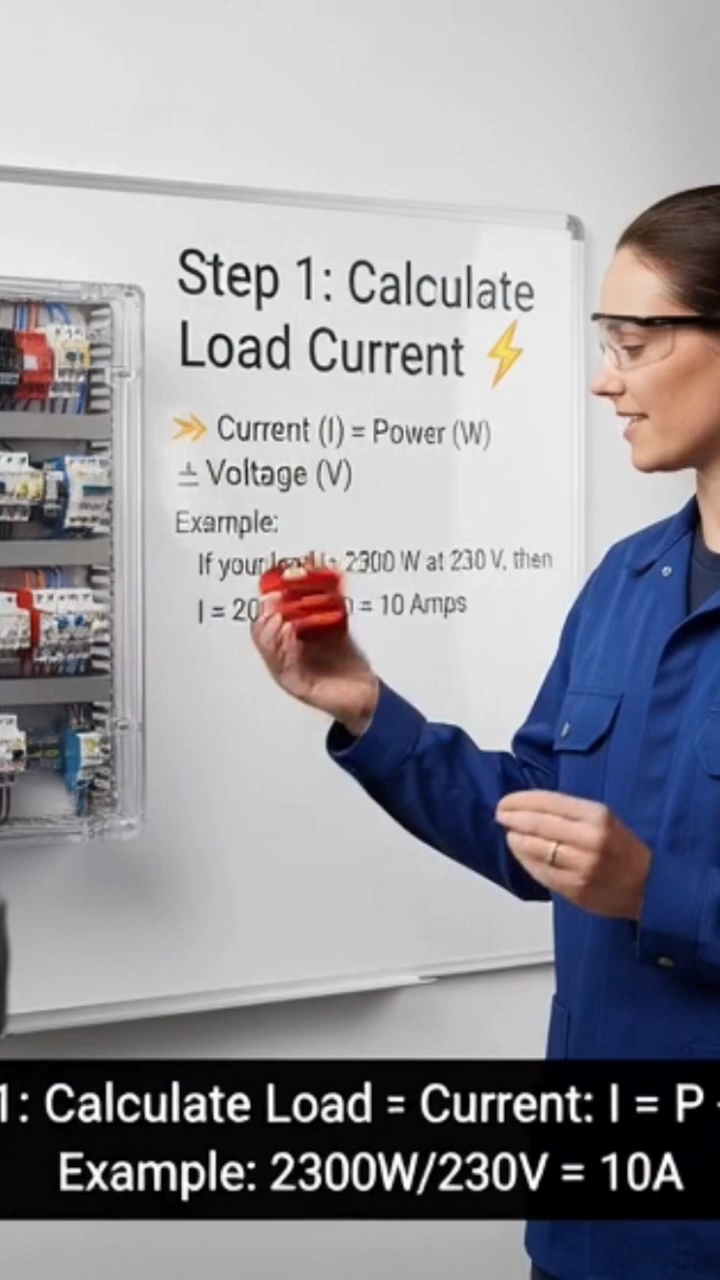 Step 1: Calculate
Load Current ⚡
Current (I) = Power (W)
Voltage (V)
Example:
If your 2300 W at 230 V, then
I = 20 = 10 Amps
1: Calculate Load = Current: I = P
Example: 2300W/230V = 10A